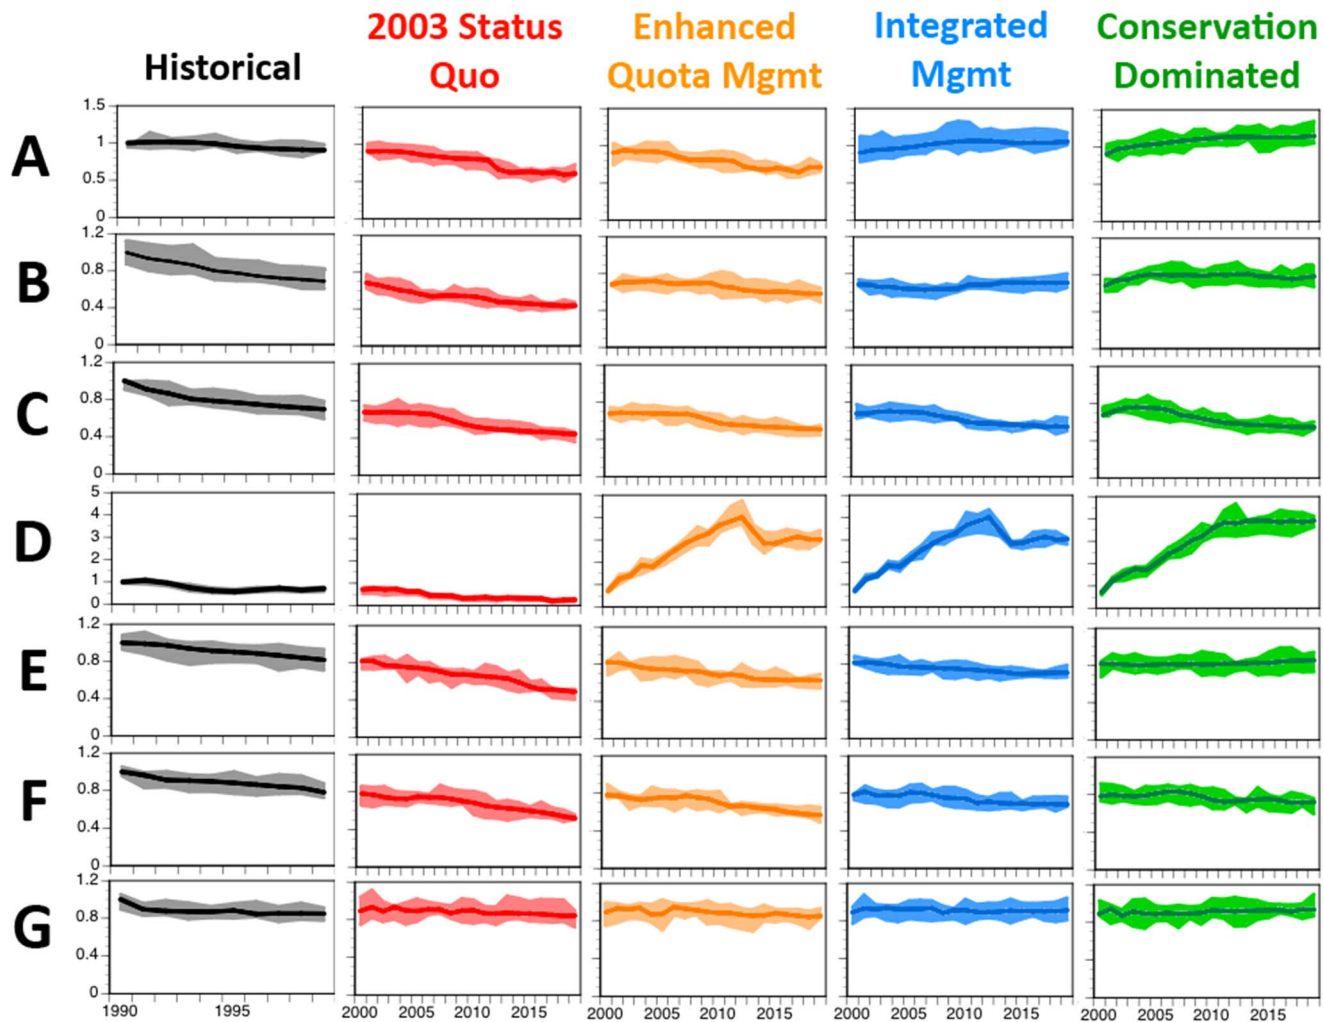 Historical
2003 Status
Quo
Enhanced
Quota Mgmt
Integrated
Mgmt
Conservation
Dominated
A
1.5
1
0.5
0
B
1.2
0.8
0.4
0
C
1.2
0.8
0.4
0
D
5
4
3
2
1
0
E
1.2
0.8
0.4
0
F
1.2
0.8
0.4
0
G
1.2
0.8
0.4
0
1990 1995
2000 2005 2010 2015
2000 2005 2010 2015
2000 2005 2010 2015
2000 2005 2010 2015